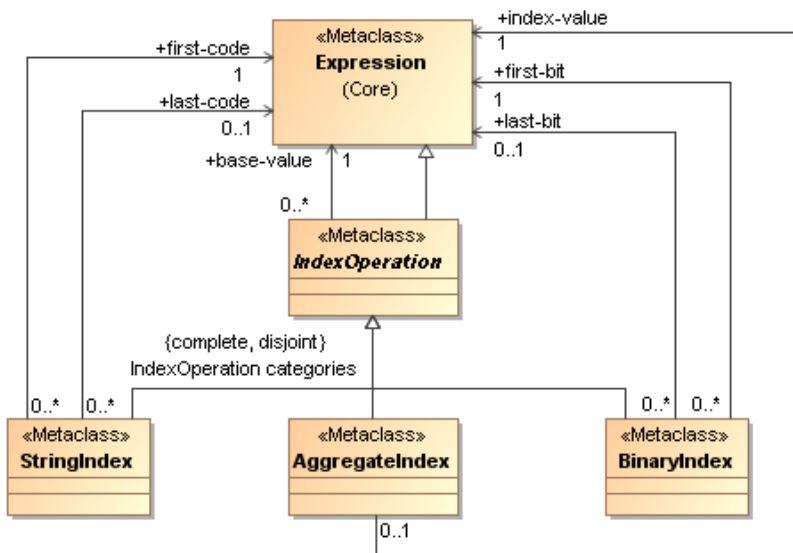 «Metaclass»
Expression
(Core)
+first-code
1
+last-code
0..1
+index-value
1
+first-bit
1
+last-bit
0..1
+base-value
1
0..*
«Metaclass»
IndexOperation
{complete, disjoint}
IndexOperation categories
0..*
0..*
0..*
0..*
«Metaclass»
StringIndex
«Metaclass»
AggregateIndex
«Metaclass»
BinaryIndex
0..1